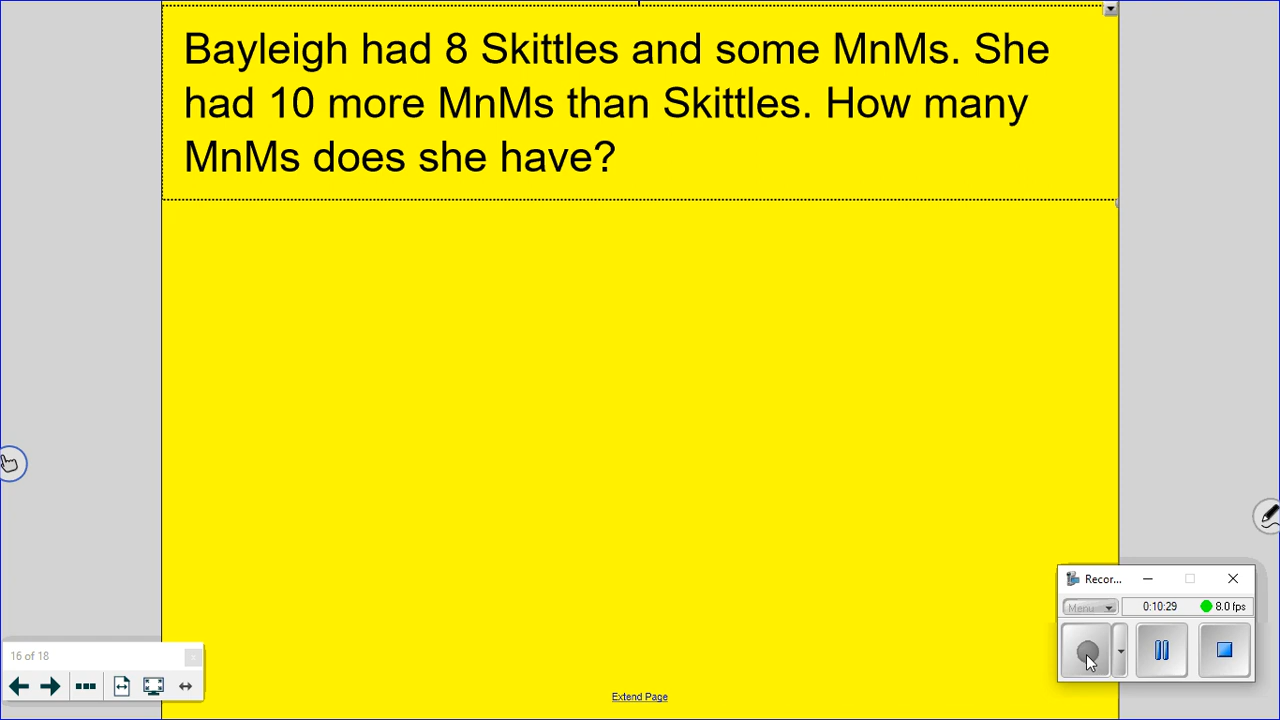 Bayleigh had 8 Skittles and some MnMs. She
had 10 more MnMs than Skittles. How many
MnMs does she have?
Recor...
Menu
0:10:29
8.0 fps
16 of 18
Extend Page